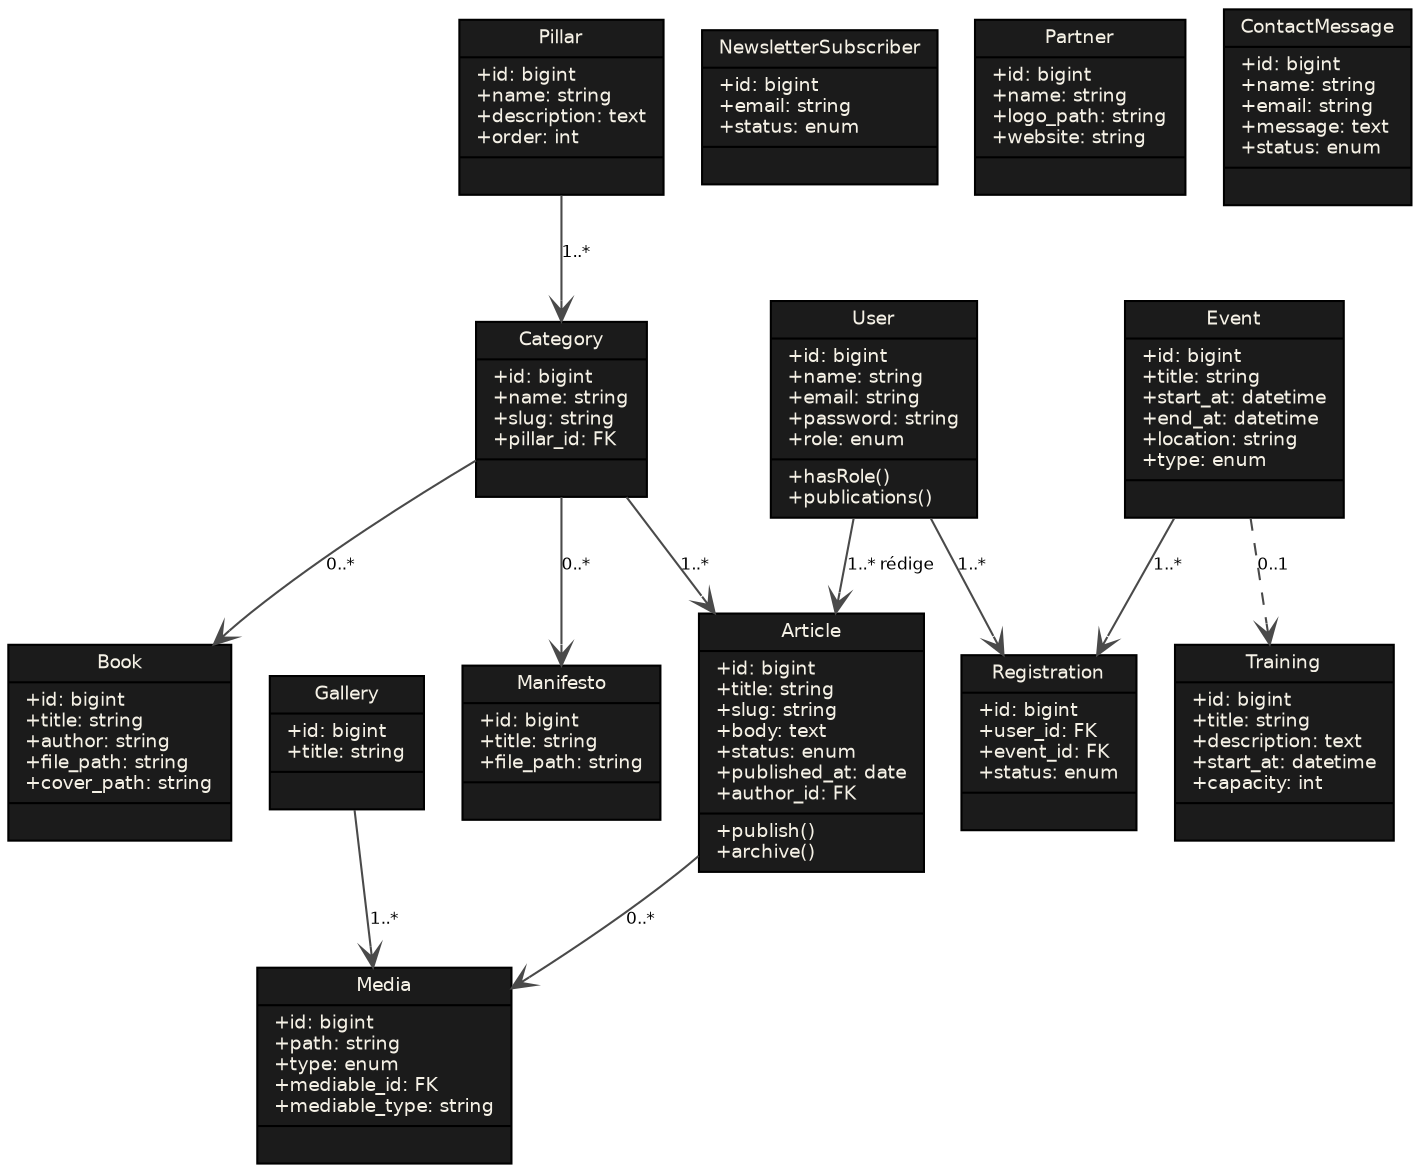 Pillar
+id: bigint
+name: string
+description: text
+order: int
NewsletterSubscriber
+id: bigint
+email: string
+status: enum
Partner
+id: bigint
+name: string
+logo_path: string
+website: string
ContactMessage
+id: bigint
+name: string
+email: string
+message: text
+status: enum
1..*
Category
+id: bigint
+name: string
+slug: string
+pillar_id: FK
User
+id: bigint
+name: string
+email: string
+password: string
+role: enum
+hasRole()
+publications()
Event
+id: bigint
+title: string
+start_at: datetime
+end_at: datetime
+location: string
+type: enum
0..*
0..*
1..*
1..* rédige
1..*
1..*
0..1
Book
+id: bigint
+title: string
+author: string
+file_path: string
+cover_path: string
Gallery
+id: bigint
+title: string
Manifesto
+id: bigint
+title: string
+file_path: string
Article
+id: bigint
+title: string
+slug: string
+body: text
+status: enum
+published_at: date
+author_id: FK
+publish()
+archive()
Registration
+id: bigint
+user_id: FK
+event_id: FK
+status: enum
Training
+id: bigint
+title: string
+description: text
+start_at: datetime
+capacity: int
1..*
0..*
Media
+id: bigint
+path: string
+type: enum
+mediable_id: FK
+mediable_type: string